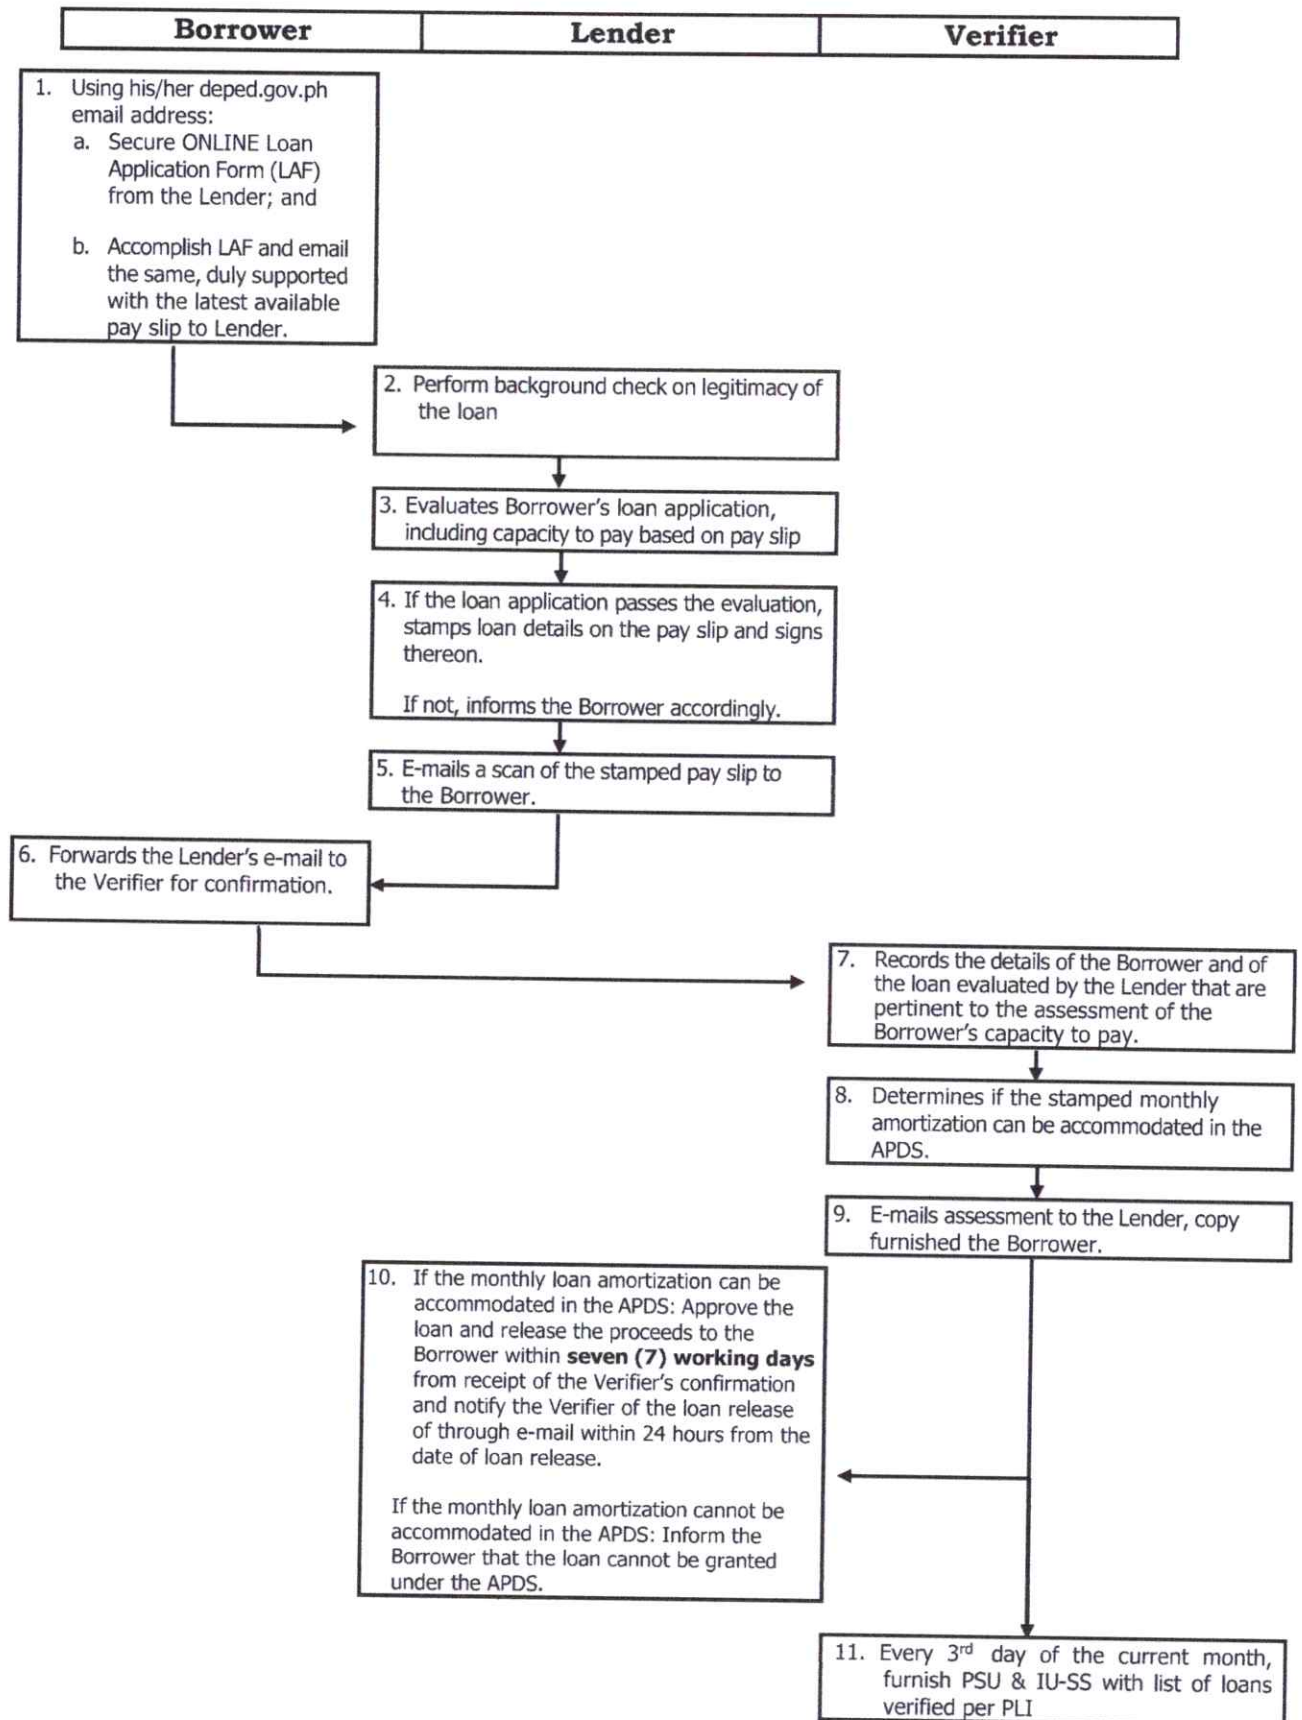 Borrower
Lender
Verifier
1. Using his/her deped.gov.ph
email address:
a. Secure ONLINE Loan
Application Form (LAF)
from the Lender; and
b. Accomplish LAF and email
the same, duly supported
with the latest available
pay slip to Lender.
2. Perform background check on legitimacy of
the loan
3. Evaluates Borrower's loan application,
including capacity to pay based on pay slip
4. If the loan application passes the evaluation,
stamps loan details on the pay slip and signs
thereon.
If not, informs the Borrower accordingly.
5. E-mails a scan of the stamped pay slip to
the Borrower.
6. Forwards the Lender's e-mail to
the Verifier for confirmation.
7. Records the details of the Borrower and of
the loan evaluated by the Lender that are
pertinent to the assessment of the
Borrower's capacity to pay.
8. Determines if the stamped monthly
amortization can be accommodated in the
APDS.
9. E-mails assessment to the Lender, copy
furnished the Borrower.
10. If the monthly loan amortization can be
accommodated in the APDS: Approve the
loan and release the proceeds to the
Borrower within seven (7) working days
from receipt of the Verifier's confirmation
and notify the Verifier of the loan release
of through e-mail within 24 hours from the
date of loan release.
If the monthly loan amortization cannot be
accommodated in the APDS: Inform the
Borrower that the loan cannot be granted
under the APDS.
11. Every 3rd day of the current month,
furnish PSU & IU-SS with list of loans
verified per PLI